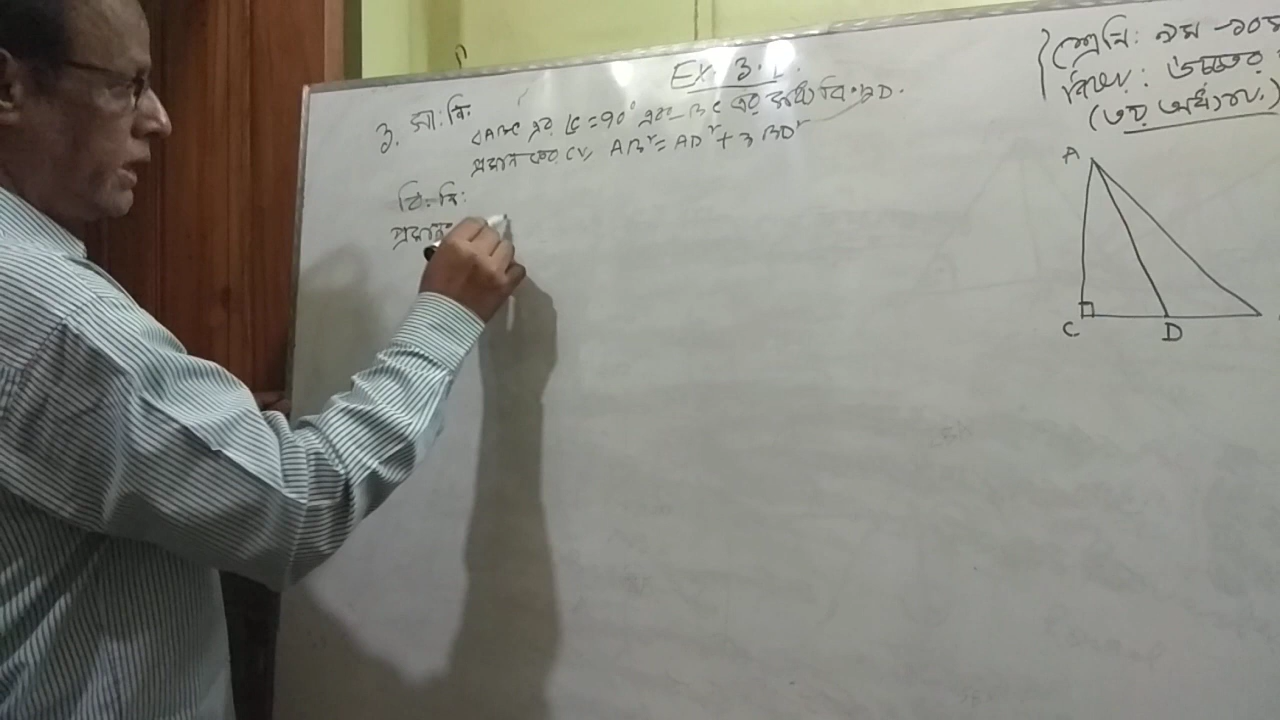 Ex. 3.1.
শ্রেনি: ৯ম -১০ম
বিষয়: উচ্চতর
(৩য় অধ্যায়)
3. সা: নি.
△ABC এর ∠C = 90° এবং BC এর মধ্য বিন্দু D.
প্রমান কর যে, AB² = AD² + 3 BD²
বি. নি:
প্রমান
A
C
D